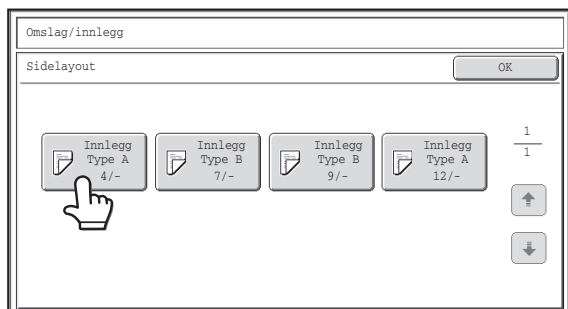 Omslag/innlegg
Sidelayout
OK
Innlegg
Type A
4/-
Innlegg
Type B
7/-
Innlegg
Type B
9/-
Innlegg
Type A
12/-
1
1